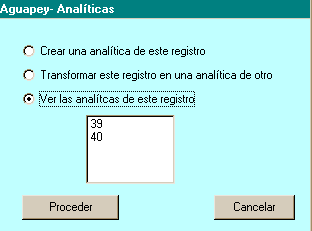 Aguapey- Analíticas
Crear una analítica de este registro
Transformar este registro en una analítica de otro
Ver las analítcas de este registro
39
40
Proceder
Cancelar